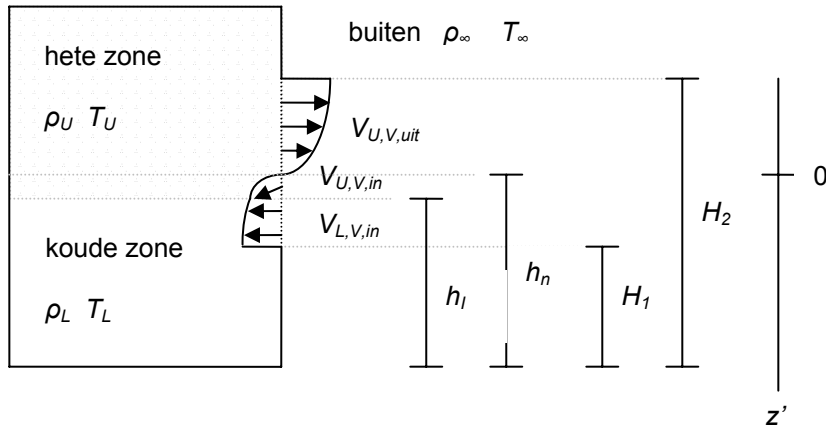 hete zone
buiten ρ∞ T∞
ρU TU
VU,V,uit
0
VU,V,in
H2
VL,V,in
koude zone
hn
hl
H1
ρL TL
z'